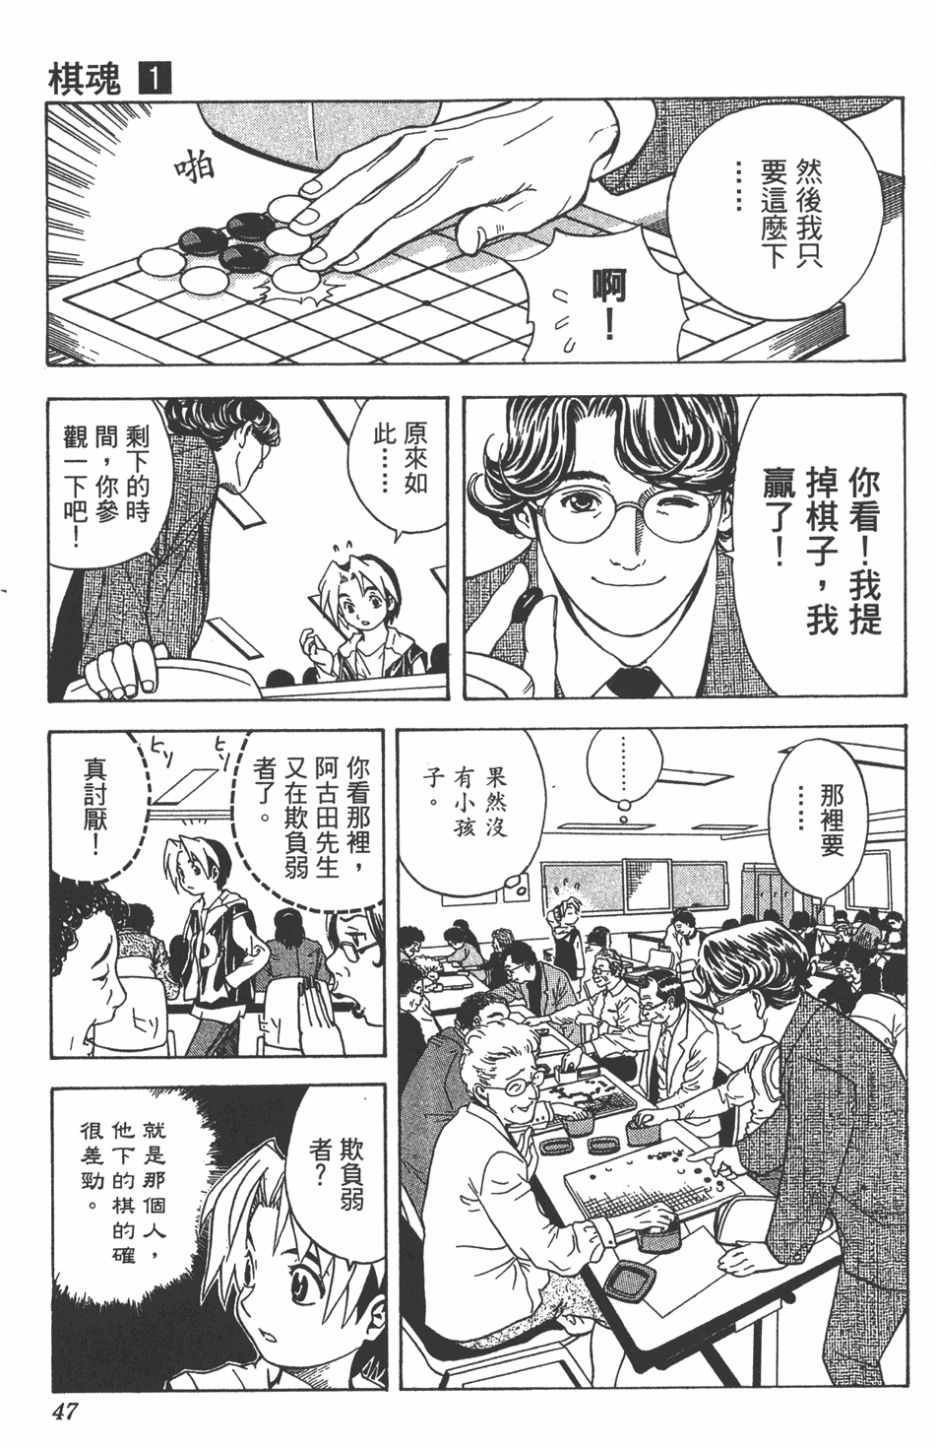 棋魂 1
然後我只
要這麼下
……
啪
啊！
你看！我提
掉棋子，我
贏了！
原來如
此……
剩下的時
間，你參
觀一下吧！
那裡要
……
……
果然沒
有小孩
子。
你看那裡，
阿古田先生
又在欺負弱
者了。
ヒソ
ヒソ
真討厭！
欺負弱
者？
就是那個人，
他下的棋的確
很差勁。
47